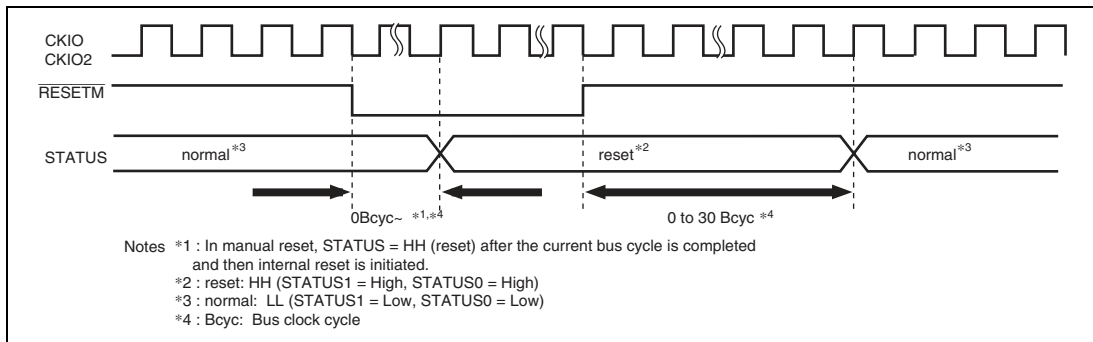 CKIO
CKIO2
RESETM
STATUS
normal*3
reset*2
normal*3
0Bcyc~ *1,*4
0 to 30 Bcyc *4
Notes *1 : In manual reset, STATUS = HH (reset) after the current bus cycle is completed
and then internal reset is initiated.
*2 : reset: HH (STATUS1 = High, STATUS0 = High)
*3 : normal: LL (STATUS1 = Low, STATUS0 = Low)
*4 : Bcyc: Bus clock cycle